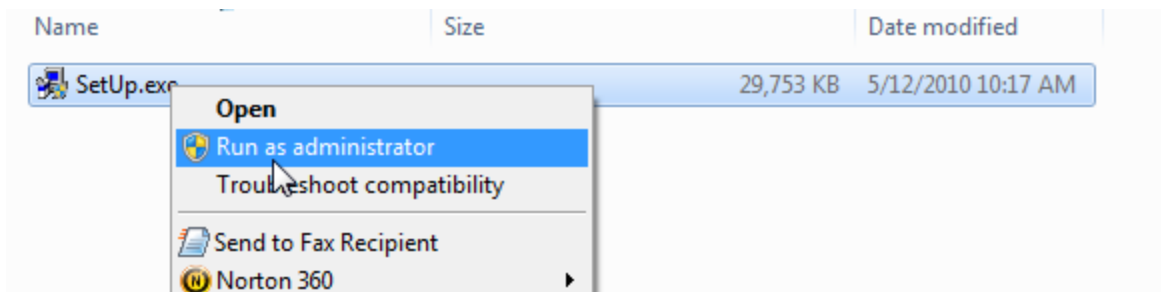 Name Size Date modified
SetUp.exe 29,753 KB 5/12/2010 10:17 AM
Open
Run as administrator
Troubleshoot compatibility
Send to Fax Recipient
Norton 360